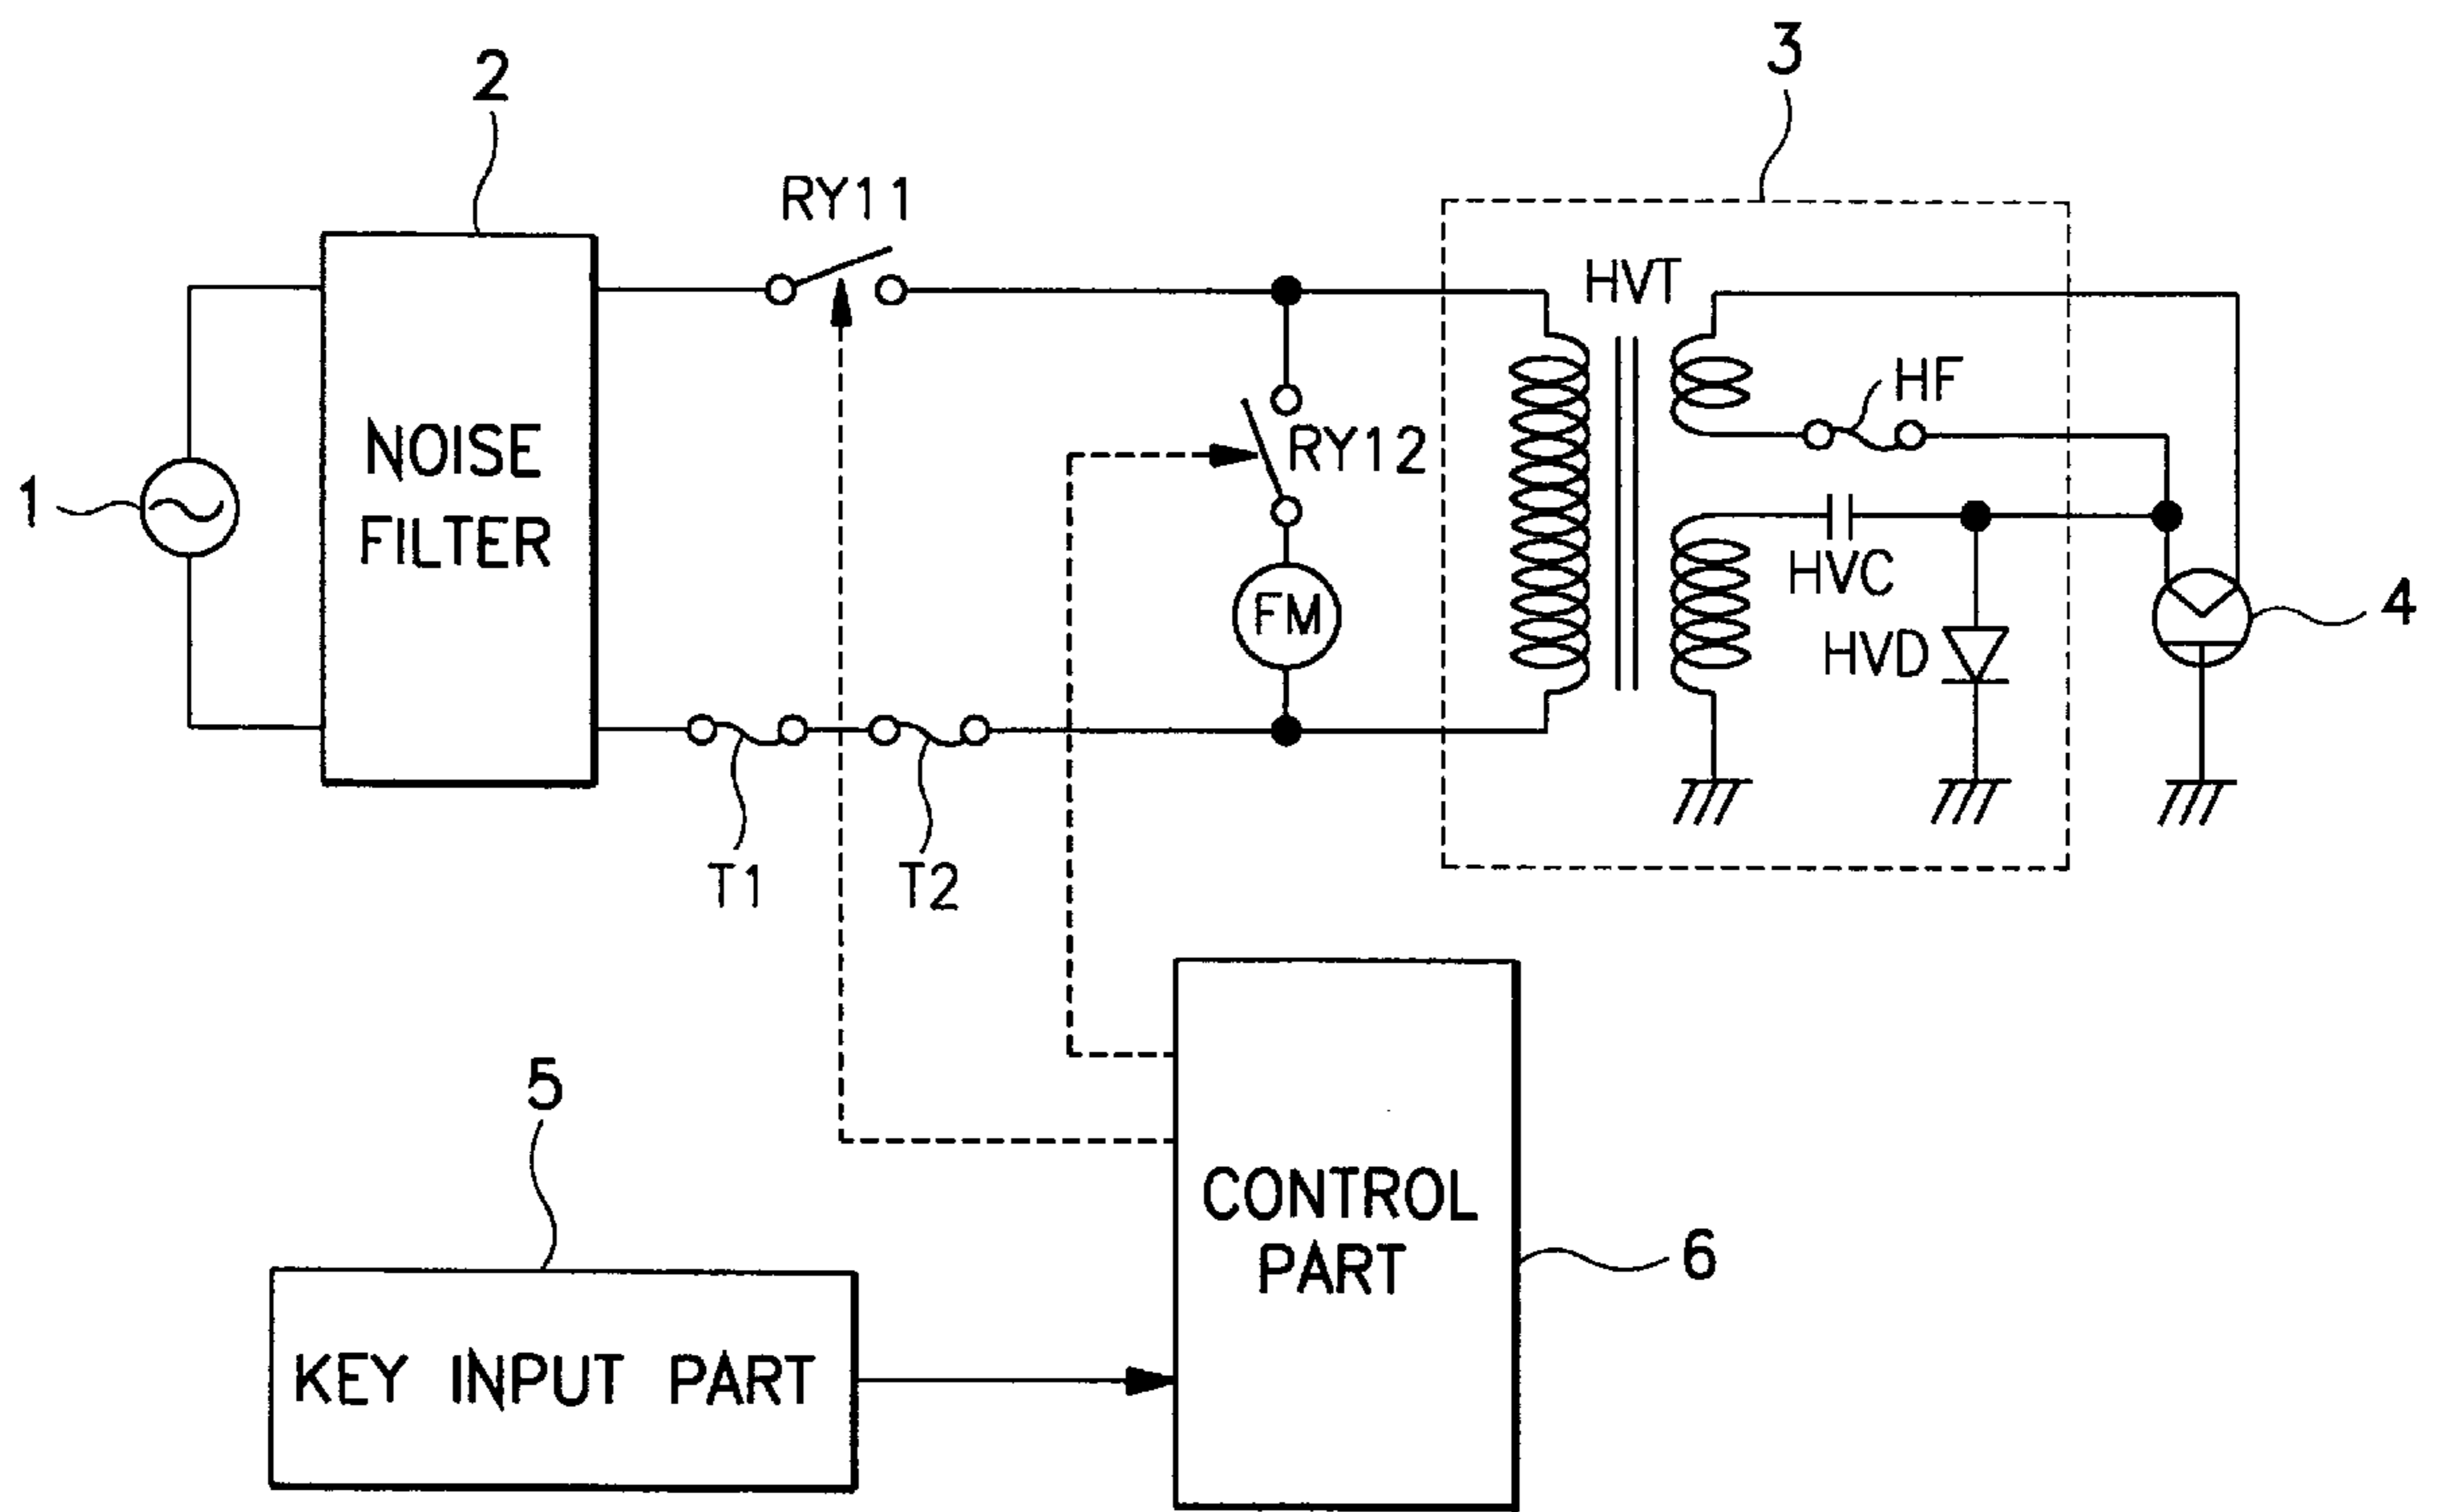 3
2
RY11
HVT
HF
NOISE
FILTER
RY12
1
HVC
FM
4
HVD
T1
T2
5
CONTROL
PART
6
KEY INPUT PART